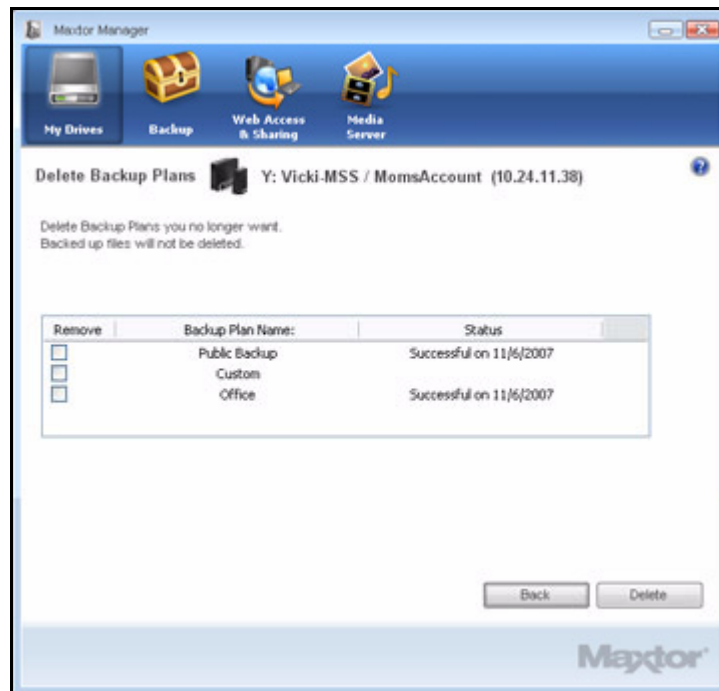 Maxtor Manager
My Drives
Backup
Web Access
& Sharing
Media
Server
Delete Backup Plans
Y: Vicki-MSS / MomsAccount (10.24.11.38)
?
Delete Backup Plans you no longer want.
Backed up files will not be deleted.
Remove Backup Plan Name: Status
Public Backup Successful on 11/6/2007
Custom
Office Successful on 11/6/2007
Back Delete
Maxtor